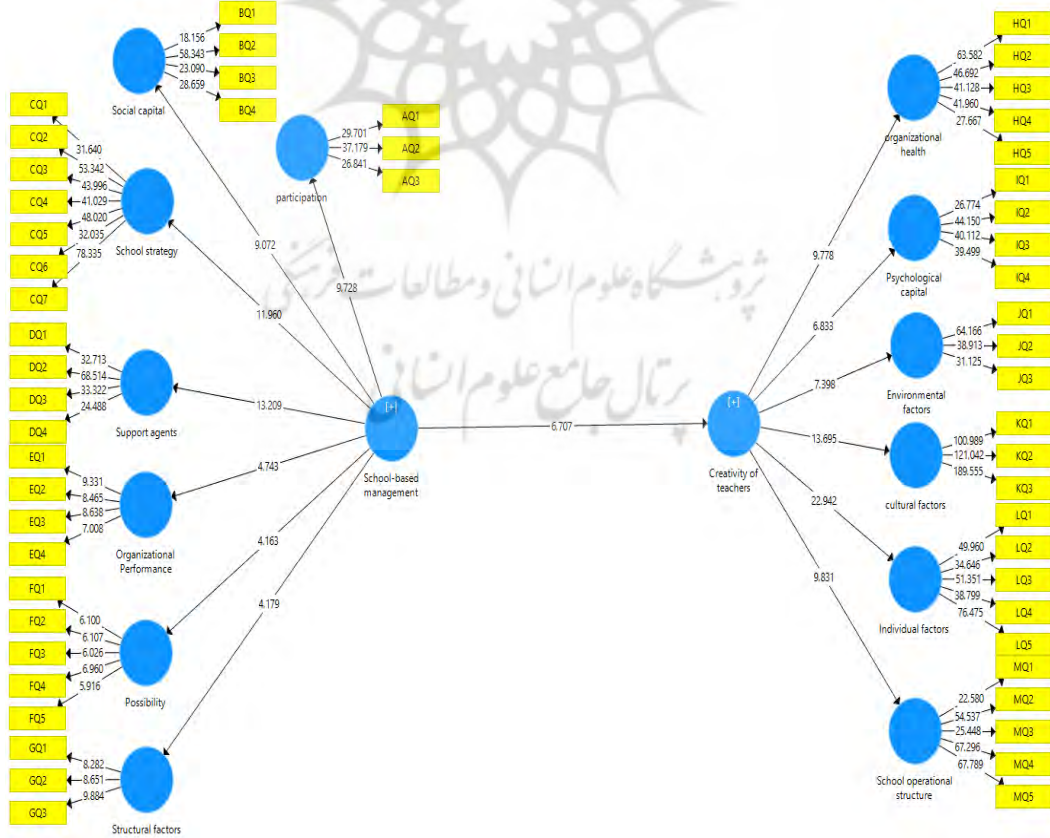 BQ1
18.156
BQ2
58.343
23.090
BQ3
28.659
BQ4
Social capital
CQ1
CQ2
CQ3
CQ4
CQ5
CQ6
CQ7
31.640
53.342
43.996
41.029
48.020
32.035
78.335
School strategy
AQ1
AQ2
AQ3
29.701
37.179
26.841
participation
9.072
9.728
11.960
13.209
4.743
4.163
4.179
DQ1
DQ2
DQ3
DQ4
32.713
68.514
33.322
24.488
Support agents
EQ1
EQ2
EQ3
EQ4
9.331
8.465
8.638
7.008
Organizational
Performance
FQ1
FQ2
FQ3
FQ4
FQ5
6.100
6.107
6.026
6.960
5.916
Possibility
GQ1
GQ2
GQ3
8.282
8.651
9.884
Structural factors
[+]
School-based
management
6.707
[+]
Creativity of
teachers
9.778
6.833
7.398
13.695
22.942
9.831
HQ1
HQ2
HQ3
HQ4
HQ5
63.582
46.692
41.128
41.960
27.667
organizational
health
IQ1
IQ2
IQ3
IQ4
26.774
44.150
40.112
39.499
Psychological
capital
JQ1
JQ2
JQ3
64.166
38.913
31.125
Environmental
factors
KQ1
KQ2
KQ3
100.989
121.042
189.555
cultural factors
LQ1
LQ2
LQ3
LQ4
LQ5
49.960
34.646
51.351
38.799
76.475
Individual factors
MQ1
MQ2
MQ3
MQ4
MQ5
22.580
54.537
25.448
67.296
67.789
School operational
structure
پژوهشگاه علوم انسانی و مطالعات فرهنگی
پرتال جامع علوم انسانی